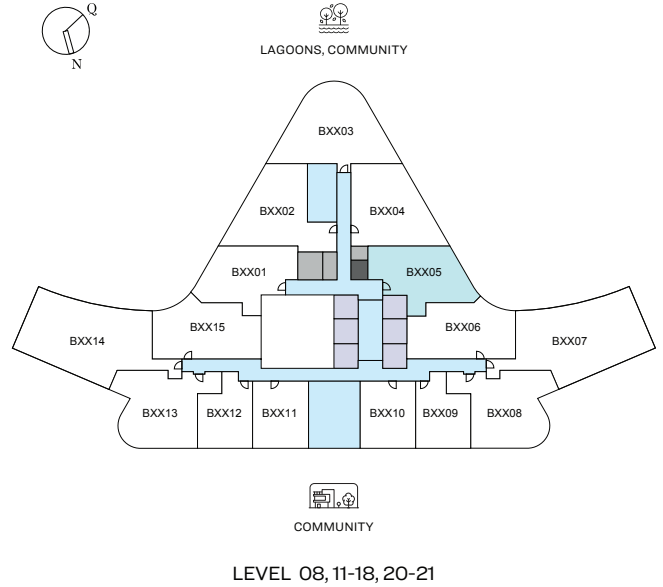 Q
N
LAGOONS, COMMUNITY
BXX03
BXX02
BXX04
BXX01
BXX05
BXX15
BXX06
BXX14
BXX07
BXX13
BXX12
BXX11
BXX10
BXX09
BXX08
COMMUNITY
LEVEL 08, 11-18, 20-21